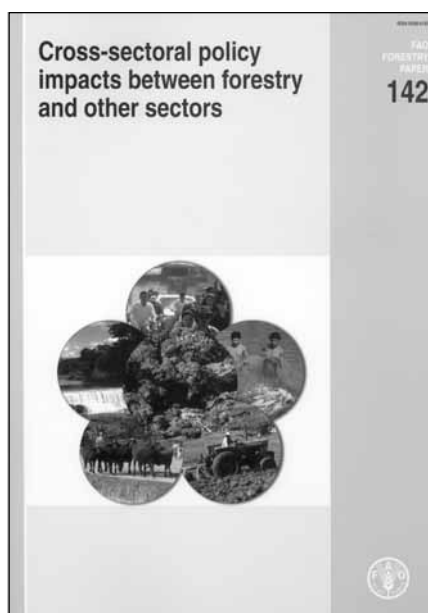 Cross-sectoral policy
impacts between forestry
and other sectors
FAO
FORESTRY
PAPER
142
F A O